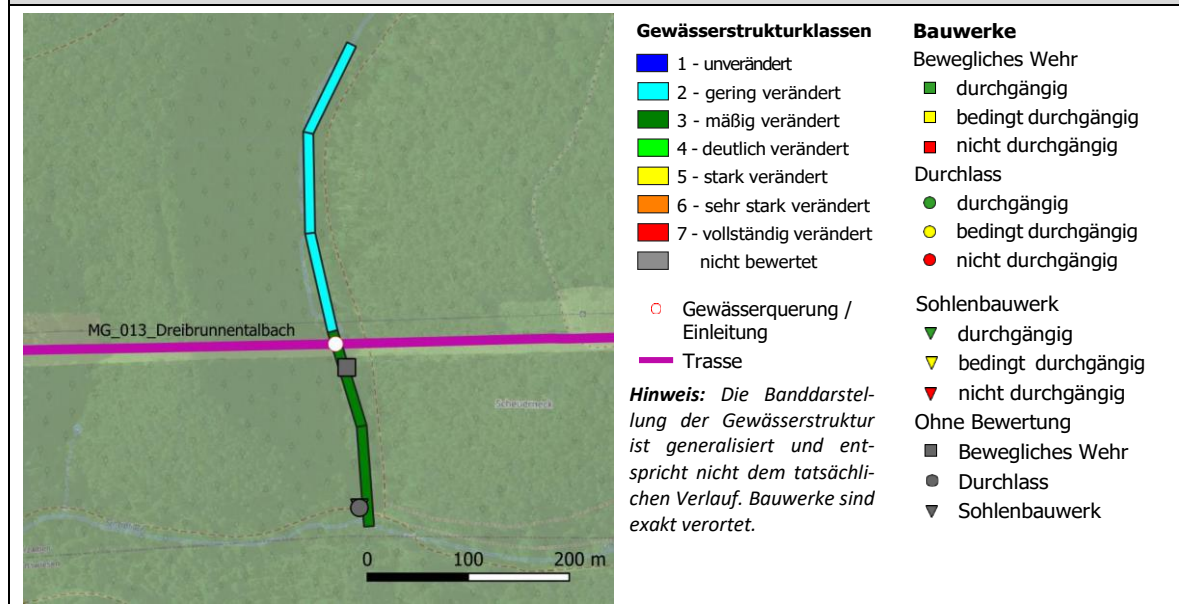 MG_013_Dreibrunnentalbach
0 100 200 m
Gewässerstrukturklassen
1 - unverändert
2 - gering verändert
3 - mäßig verändert
4 - deutlich verändert
5 - stark verändert
6 - sehr stark verändert
7 - vollständig verändert
nicht bewertet
Gewässerquerung /
Einleitung
Trasse
Hinweis: Die Banddarstel-
lung der Gewässerstruktur
ist generalisiert und ent-
spricht nicht dem tatsächli-
chen Verlauf. Bauwerke sind
exakt verortet.
Bauwerke
Bewegliches Wehr
durchgängig
bedingt durchgängig
nicht durchgängig
Durchlass
durchgängig
bedingt durchgängig
nicht durchgängig
Sohlenbauwerk
durchgängig
bedingt durchgängig
nicht durchgängig
Ohne Bewertung
Bewegliches Wehr
Durchlass
Sohlenbauwerk